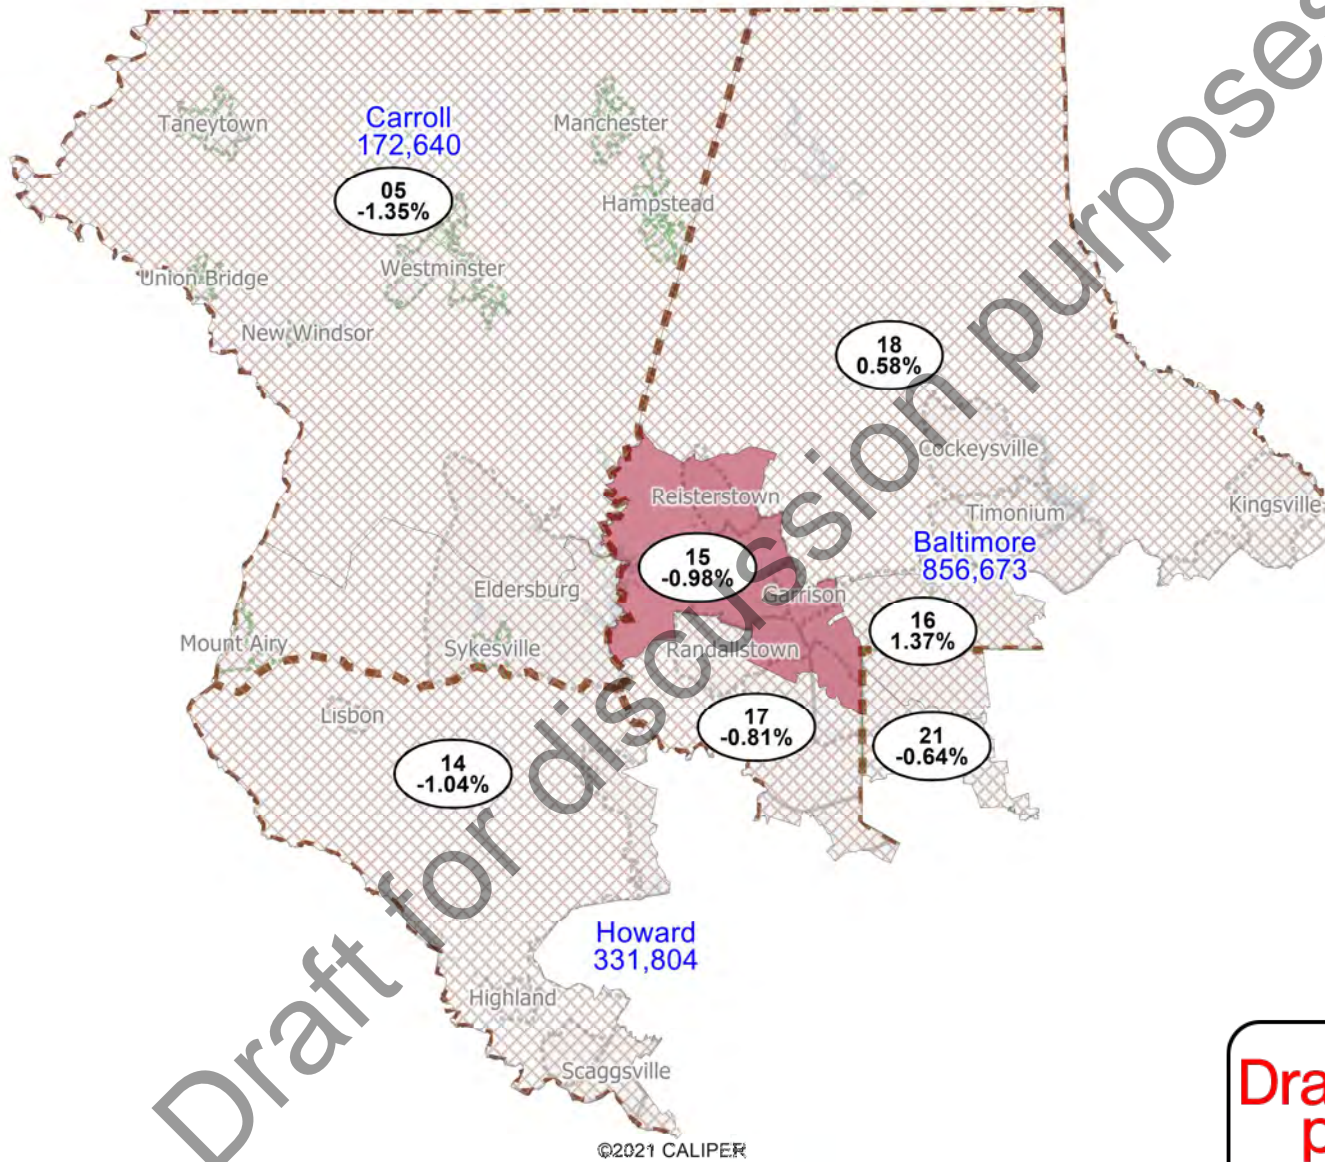 Taneytown
Carroll
172,640
Manchester
05
-1.35%
Hampstead
Westminster
Union Bridge
New Windsor
18
0.58%
Cockeysville
Reisterstown
Timonium
Kingsville
Baltimore
856,673
15
-0.98%
Eldersburg
Garrison
16
1.37%
Mount Airy
Sykesville
Randallstown
Lisbon
17
-0.81%
21
-0.64%
14
-1.04%
Howard
331,804
Highland
Scaggsville
Draft for discussion purposes
©2021 CALIPER